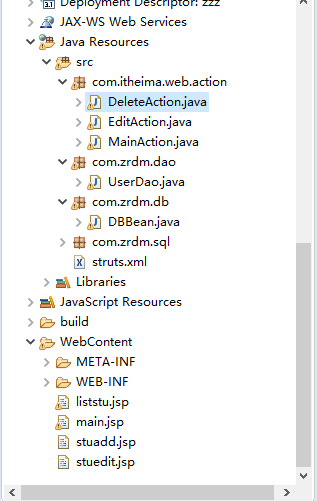 Deployment Descriptor: zzz
JAX-WS Web Services
Java Resources
src
com.itheima.web.action
DeleteAction.java
EditAction.java
MainAction.java
com.zrdm.dao
UserDao.java
com.zrdm.db
DBBean.java
com.zrdm.sql
struts.xml
Libraries
JavaScript Resources
build
WebContent
META-INF
WEB-INF
liststu.jsp
main.jsp
stuadd.jsp
stuedit.jsp